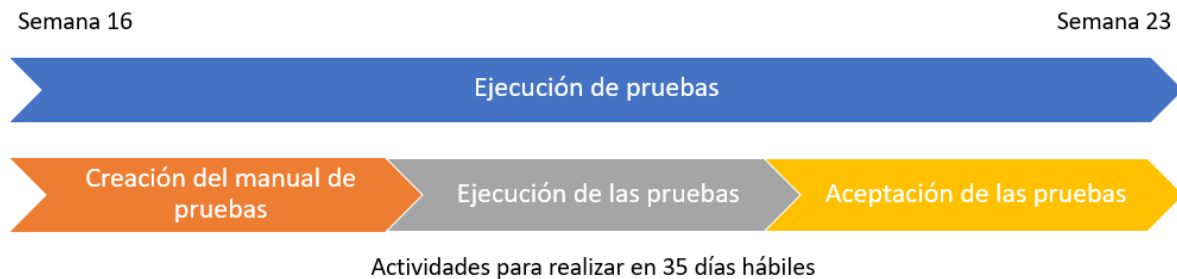 Semana 16
Semana 23
Ejecución de pruebas
Creación del manual de
pruebas
Ejecución de las pruebas
Aceptación de las pruebas
Actividades para realizar en 35 días hábiles